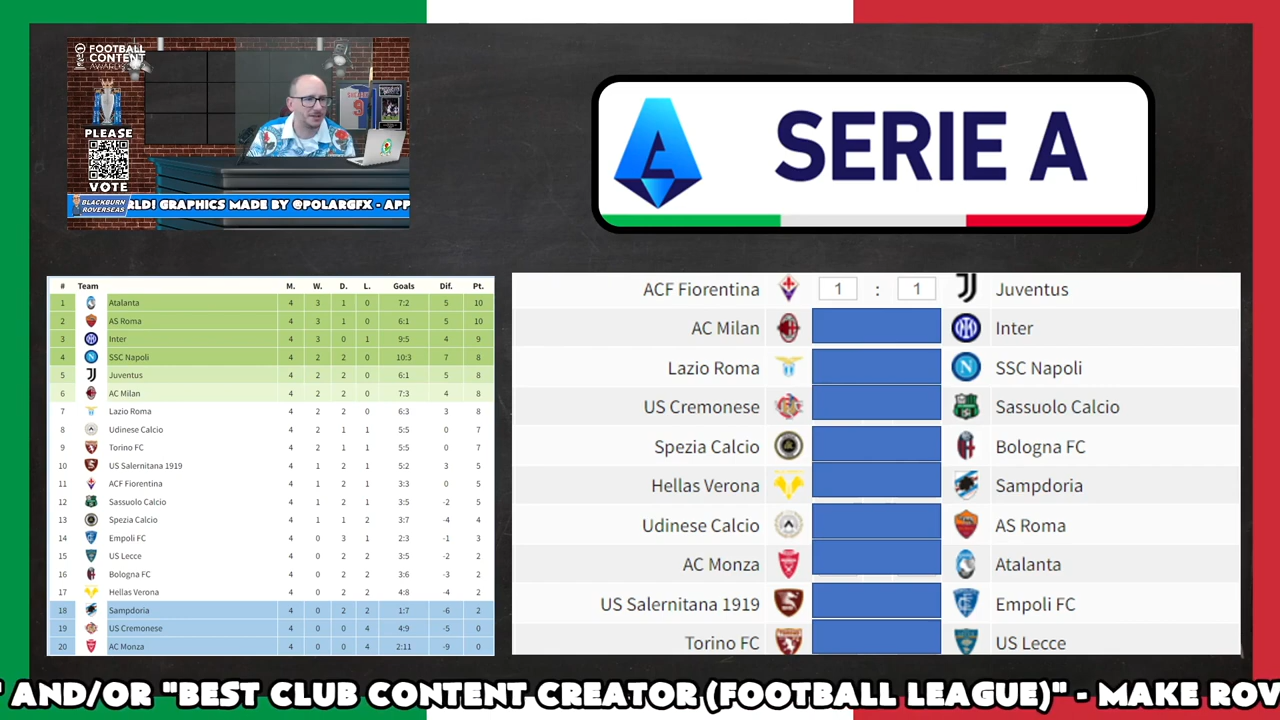 FOOTBALL
CONTENT
AWARDS
PLEASE
VOTE
BLACKBURN
ROVERSEAS
RLD! GRAPHICS MADE BY @POLARGFX - APP
SERIE A
# Team M. W. D. L. Goals Dif. Pt.
1 Atalanta 4 3 1 0 7:2 5 10
2 AS Roma 4 3 1 0 6:1 5 10
3 Inter 4 3 0 1 9:5 4 9
4 SSC Napoli 4 2 2 0 10:3 7 8
5 Juventus 4 2 2 0 6:1 5 8
6 AC Milan 4 2 2 0 7:3 4 8
7 Lazio Roma 4 2 2 0 6:3 3 8
8 Udinese Calcio 4 2 1 1 5:5 0 7
9 Torino FC 4 2 1 1 5:5 0 7
10 US Salernitana 1919 4 1 2 1 5:2 3 5
11 ACF Fiorentina 4 1 2 1 3:3 0 5
12 Sassuolo Calcio 4 1 2 1 3:5 -2 5
13 Spezia Calcio 4 1 1 2 3:7 -4 4
14 Empoli FC 4 0 3 1 2:3 -1 3
15 US Lecce 4 0 2 2 3:5 -2 2
16 Bologna FC 4 0 2 2 3:6 -3 2
17 Hellas Verona 4 0 2 2 4:8 -4 2
18 Sampdoria 4 0 2 2 1:7 -6 2
19 US Cremonese 4 0 0 4 4:9 -5 0
20 AC Monza 4 0 0 4 2:11 -9 0
ACF Fiorentina 1 : 1 Juventus
AC Milan Inter
Lazio Roma SSC Napoli
US Cremonese Sassuolo Calcio
Spezia Calcio Bologna FC
Hellas Verona Sampdoria
Udinese Calcio AS Roma
AC Monza Atalanta
US Salernitana 1919 Empoli FC
Torino FC US Lecce
" AND/OR "BEST CLUB CONTENT CREATOR (FOOTBALL LEAGUE)" - MAKE ROV